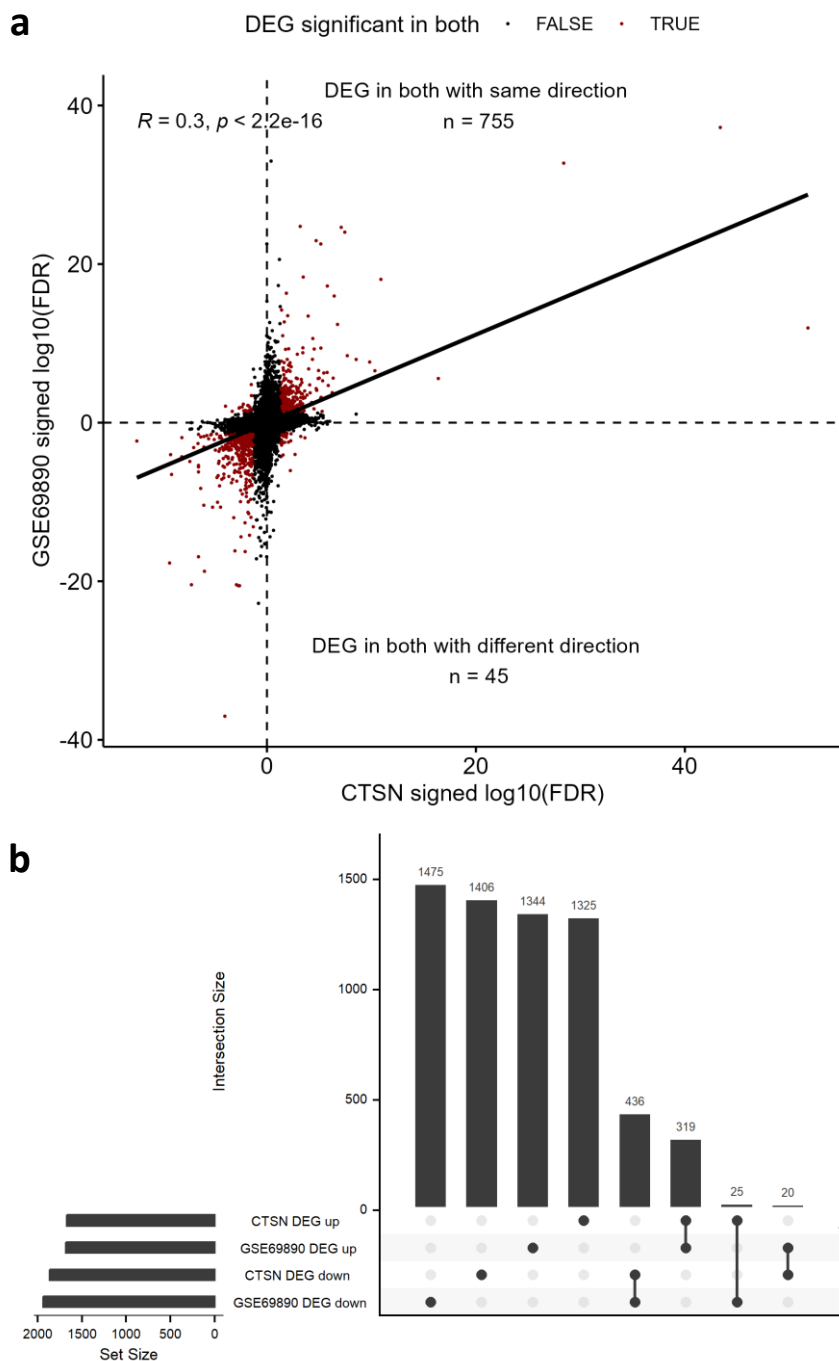 a
DEG significant in both • FALSE • TRUE
DEG in both with same direction
R = 0.3, p < 2.2e-16
n = 755
40
20
0
-20
-40
GSE69890 signed log10(FDR)
DEG in both with different direction
n = 45
0 20 40
CTSN signed log10(FDR)
b
Intersection Size
1500
1000
500
0
1475
1406
1344
1325
436
319
25
20
CTSN DEG up
GSE69890 DEG up
CTSN DEG down
GSE69890 DEG down
2000 1500 1000 500 0
Set Size